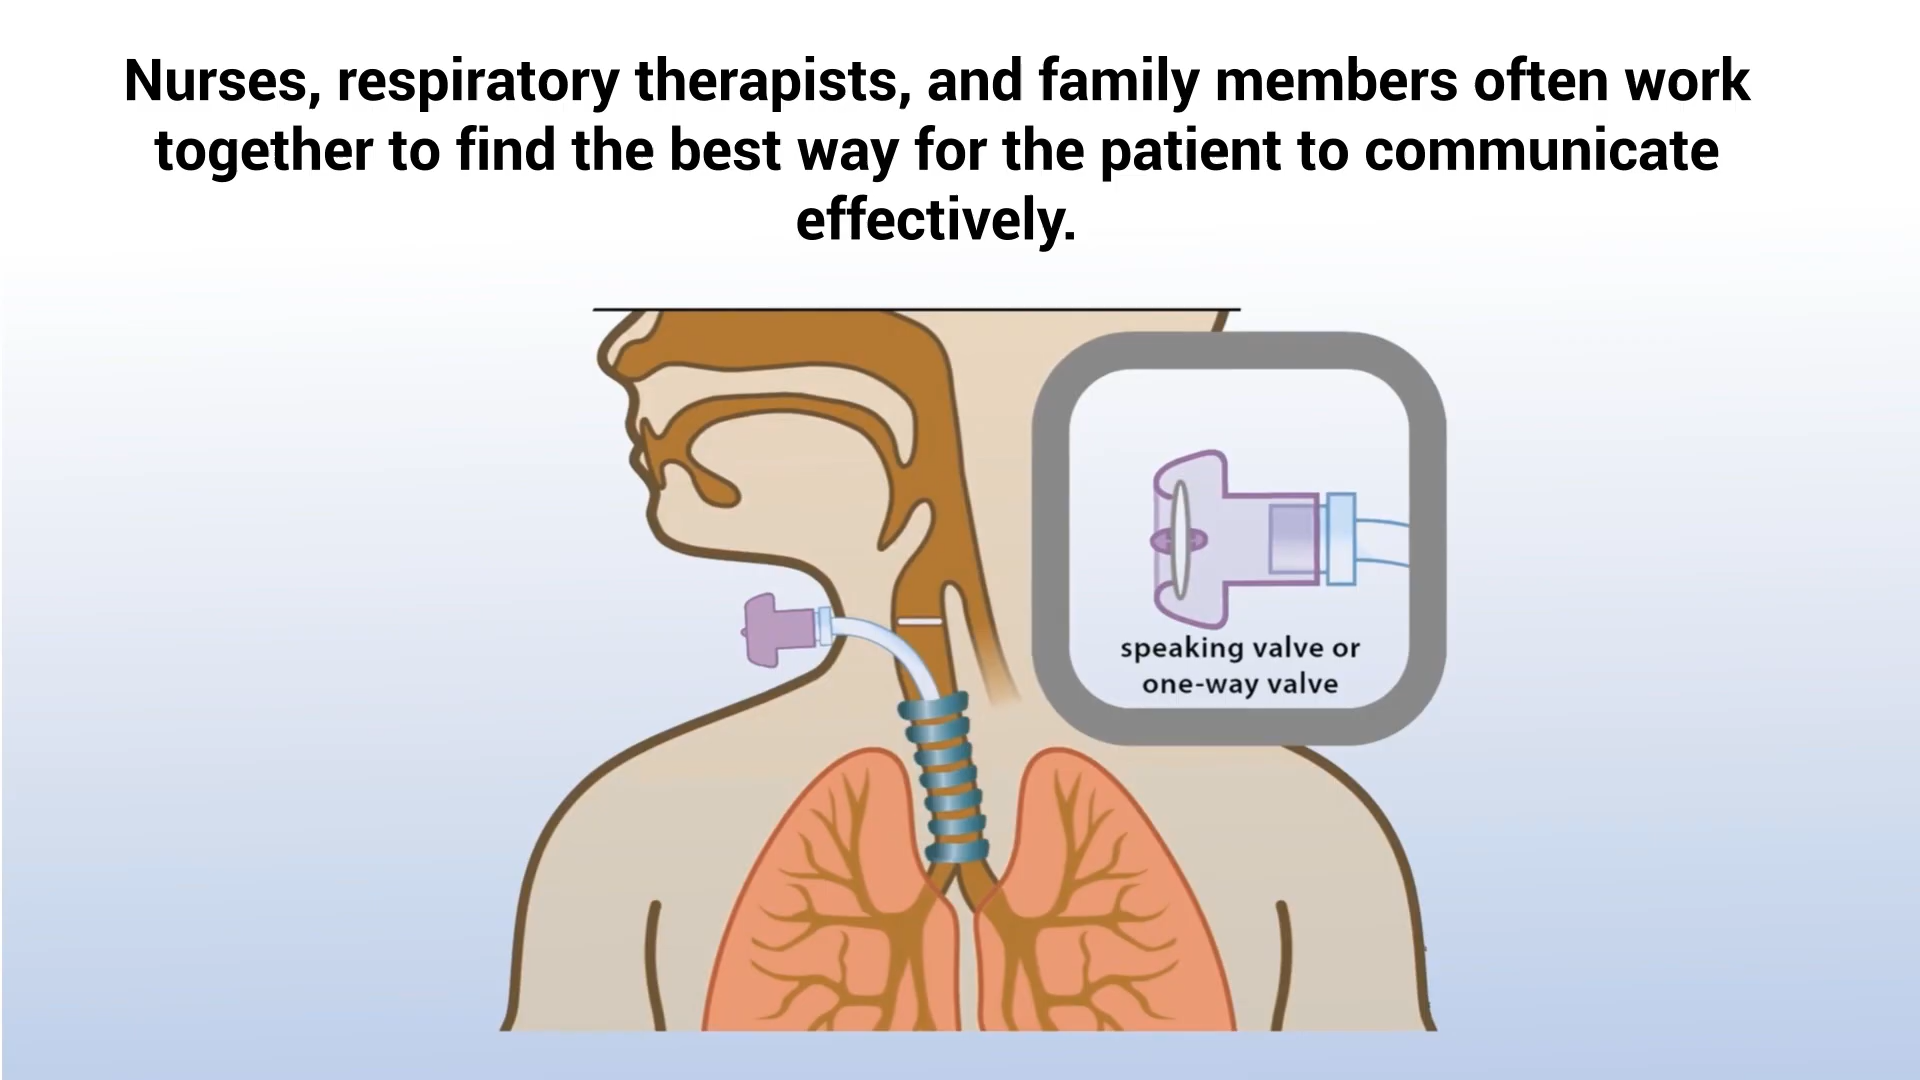 Nurses, respiratory therapists, and family members often work
together to find the best way for the patient to communicate
effectively.
speaking valve or
one-way valve